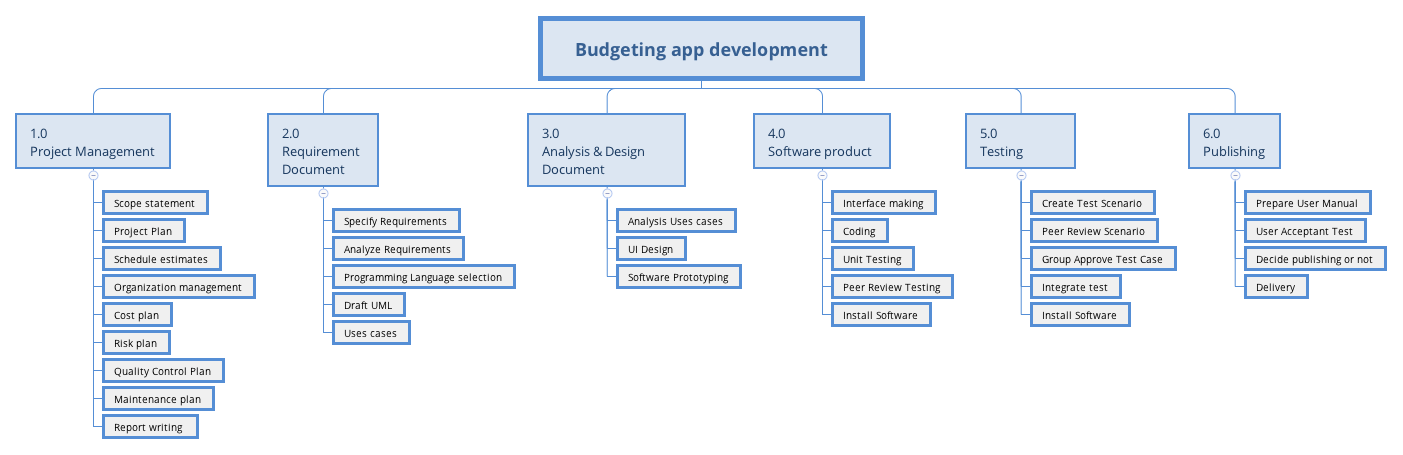 Budgeting app development
1.0
Project Management
Scope statement
Project Plan
Schedule estimates
Organization management
Cost plan
Risk plan
Quality Control Plan
Maintenance plan
Report writing
2.0
Requirement
Document
Specify Requirements
Analyze Requirements
Programming Language selection
Draft UML
Uses cases
3.0
Analysis & Design
Document
Analysis Uses cases
UI Design
Software Prototyping
4.0
Software product
Interface making
Coding
Unit Testing
Peer Review Testing
Install Software
5.0
Testing
Create Test Scenario
Peer Review Scenario
Group Approve Test Case
Integrate test
Install Software
6.0
Publishing
Prepare User Manual
User Acceptant Test
Decide publishing or not
Delivery